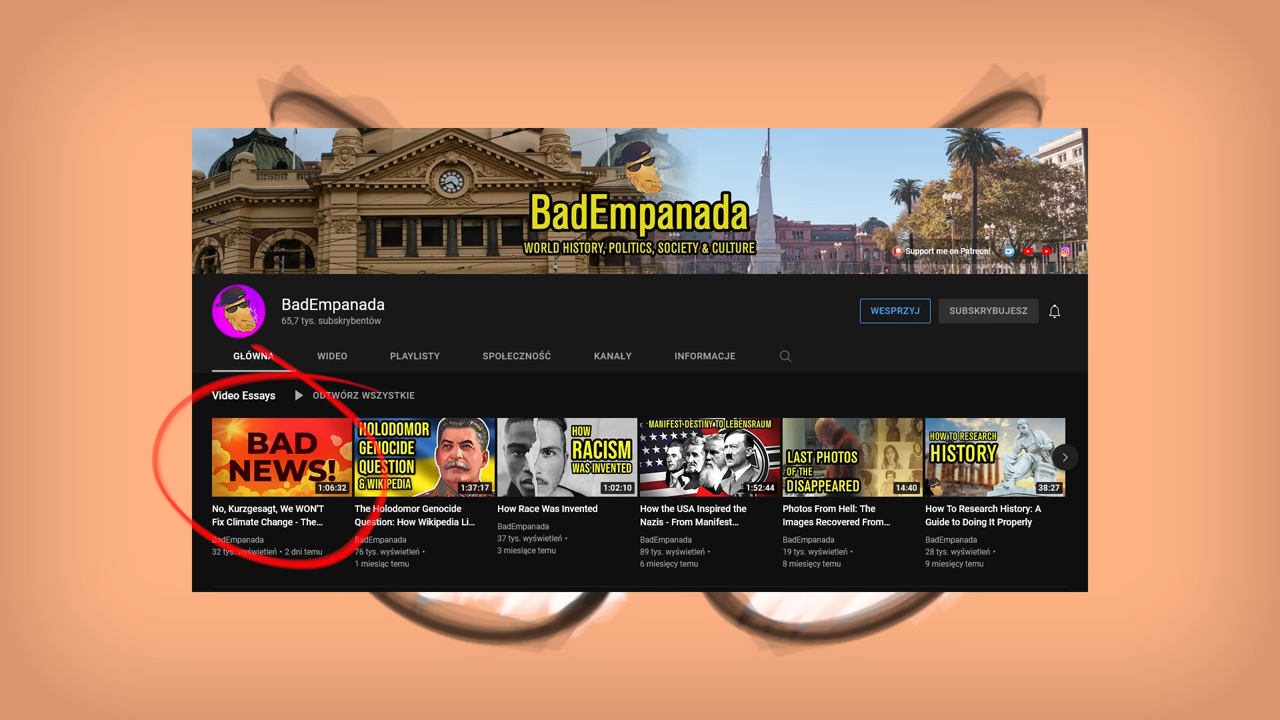 BadEmpanada
WORLD HISTORY, POLITICS, SOCIETY & CULTURE
Support me on Patreon!
BadEmpanada
65,7 tys. subskrybentów
WESPRZYJ
SUBSKRYBUJESZ
GŁÓWNA WIDEO PLAYLISTY SPOŁECZNOŚĆ KANAŁY INFORMACJE
Video Essays
ODTWÓRZ WSZYSTKIE
BAD
NEWS!
1:06:32
No, Kurzgesagt, We WON'T
Fix Climate Change - The...
BadEmpanada
32 tys. wyświetleń • 2 dni temu
HOLODOMOR
GENOCIDE
QUESTION
& WIKIPEDIA
1:37:17
The Holodomor Genocide
Question: How Wikipedia Li...
BadEmpanada
76 tys. wyświetleń •
1 miesiąc temu
HOW
RACISM
WAS INVENTED
1:02:10
How Race Was Invented
BadEmpanada
37 tys. wyświetleń •
3 miesiące temu
MANIFEST DESTINY TO LEBENSRAUM
1:52:44
How the USA Inspired the
Nazis - From Manifest...
BadEmpanada
89 tys. wyświetleń •
6 miesięcy temu
LAST PHOTOS
OF THE
DISAPPEARED
14:40
Photos From Hell: The
Images Recovered From...
BadEmpanada
19 tys. wyświetleń •
8 miesięcy temu
HOW TO RESEARCH
HISTORY
38:27
How To Research History: A
Guide to Doing It Properly
BadEmpanada
28 tys. wyświetleń •
9 miesięcy temu